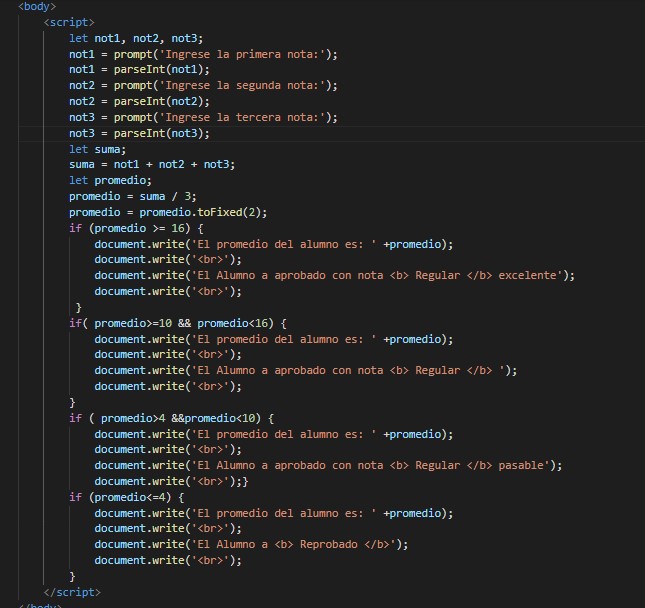 <body>
<script>
let not1, not2, not3;
not1 = prompt('Ingrese la primera nota:');
not1 = parseInt(not1);
not2 = prompt('Ingrese la segunda nota:');
not2 = parseInt(not2);
not3 = prompt('Ingrese la tercera nota:');
not3 = parseInt(not3);
let suma;
suma = not1 + not2 + not3;
let promedio;
promedio = suma / 3;
promedio = promedio.toFixed(2);
if (promedio >= 16) {
document.write('El promedio del alumno es: ' +promedio);
document.write('<br>');
document.write('El Alumno a aprobado con nota <b> Regular </b> excelente');
document.write('<br>');
}
if( promedio>=10 && promedio<16) {
document.write('El promedio del alumno es: ' +promedio);
document.write('<br>');
document.write('El Alumno a aprobado con nota <b> Regular </b> ');
document.write('<br>');
}
if ( promedio>4 &&promedio<10) {
document.write('El promedio del alumno es: ' +promedio);
document.write('<br>');
document.write('El Alumno a aprobado con nota <b> Regular </b> pasable');
document.write('<br>');}
if (promedio<=4) {
document.write('El promedio del alumno es: ' +promedio);
document.write('<br>');
document.write('El Alumno a <b> Reprobado </b>');
document.write('<br>');
}
</script>
</body>